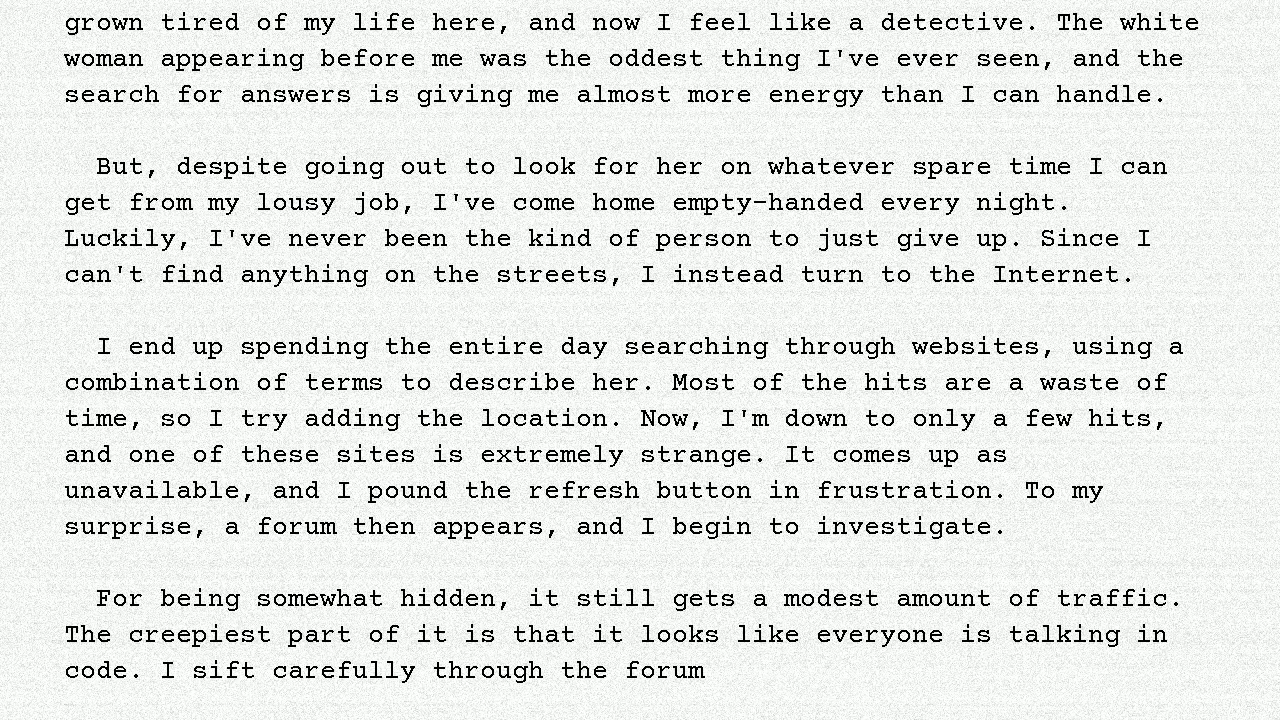 grown tired of my life here, and now I feel like a detective. The white
woman appearing before me was the oddest thing I've ever seen, and the
search for answers is giving me almost more energy than I can handle.
But, despite going out to look for her on whatever spare time I can
get from my lousy job, I've come home empty-handed every night.
Luckily, I've never been the kind of person to just give up. Since I
can't find anything on the streets, I instead turn to the Internet.
I end up spending the entire day searching through websites, using a
combination of terms to describe her. Most of the hits are a waste of
time, so I try adding the location. Now, I'm down to only a few hits,
and one of these sites is extremely strange. It comes up as
unavailable, and I pound the refresh button in frustration. To my
surprise, a forum then appears, and I begin to investigate.
For being somewhat hidden, it still gets a modest amount of traffic.
The creepiest part of it is that it looks like everyone is talking in
code. I sift carefully through the forum